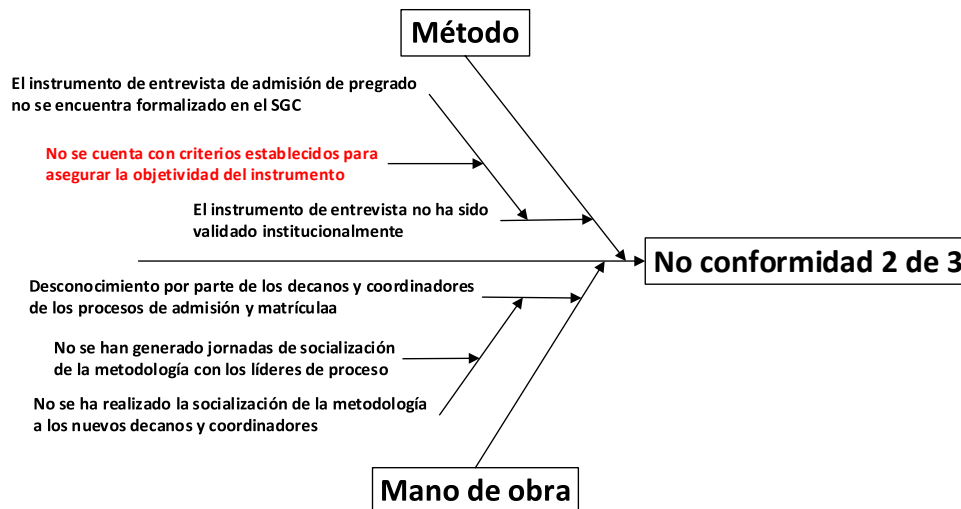 Método
El instrumento de entrevista de admisión de pregrado
no se encuentra formalizado en el SGC
No se cuenta con criterios establecidos para
asegurar la objetividad del instrumento
El instrumento de entrevista no ha sido
validado institucionalmente
No conformidad 2 de 3
Desconocimiento por parte de los decanos y coordinadores
de los procesos de admisión y matrículaa
No se han generado jornadas de socialización
de la metodología con los líderes de proceso
No se ha realizado la socialización de la metodología
a los nuevos decanos y coordinadores
Mano de obra